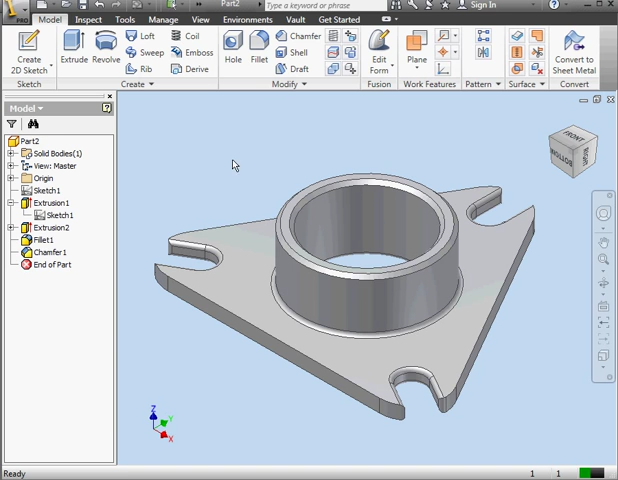 PRO
Part2
Type a keyword or phrase
Sign In
Model Inspect Tools Manage View Environments Vault Get Started
Create
2D Sketch
Extrude
Revolve
Loft
Sweep
Rib
Coil
Emboss
Derive
Hole
Fillet
Chamfer
Shell
Draft
Edit
Form
Plane
Convert to
Sheet Metal
Sketch
Create
Modify
Fusion
Work Features
Pattern
Surface
Convert
Model
Part2
Solid Bodies(1)
View: Master
Origin
Sketch1
Extrusion1
Sketch1
Extrusion2
Fillet1
Chamfer1
End of Part
FRONT
RIGHT
BOTTOM
Z
Y
X
Ready
1 1